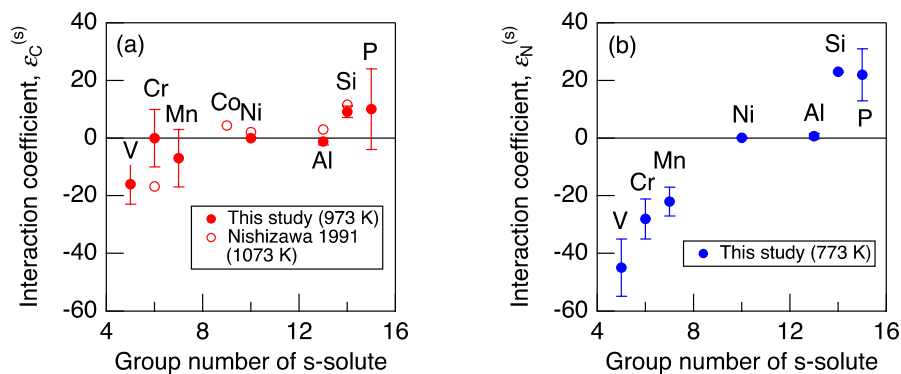 (a)
Interaction coefficient, εC(s)
40
20
0
-20
-40
-60
V
Cr
Mn
Co
Ni
Al
Si
P
This study (973 K)
Nishizawa 1991
(1073 K)
4
8
12
16
Group number of s-solute
(b)
Interaction coefficient, εN(s)
40
20
0
-20
-40
-60
V
Cr
Mn
Ni
Al
Si
P
This study (773 K)
4
8
12
16
Group number of s-solute